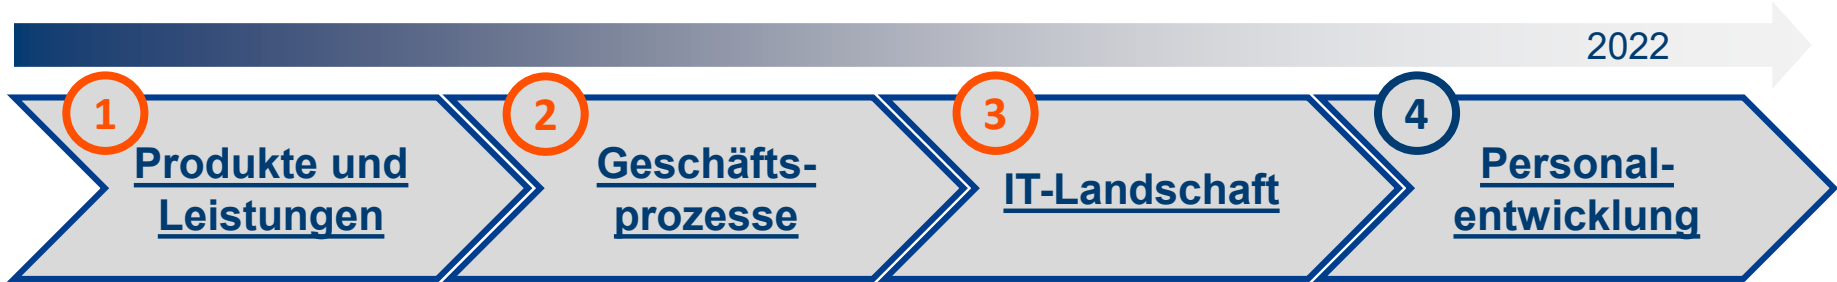 2022
1
Produkte und
Leistungen
2
Geschäfts-
prozesse
3
IT-Landschaft
4
Personal-
entwicklung